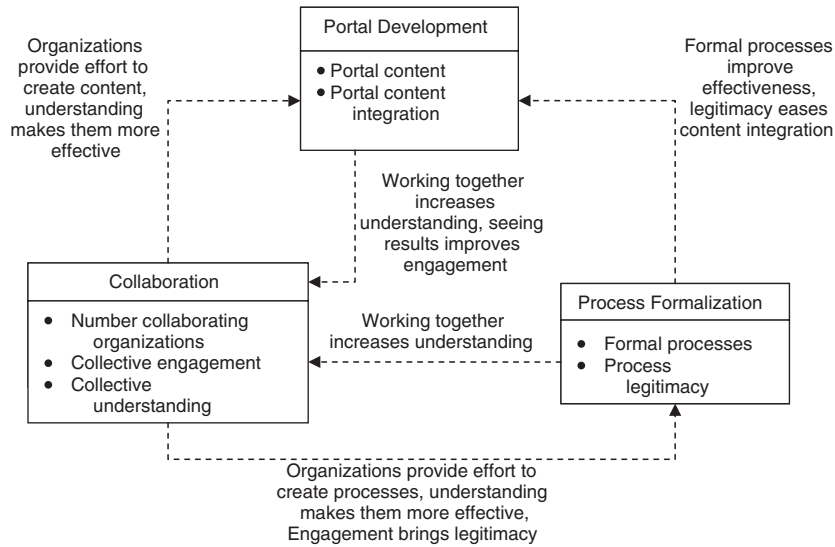 Portal Development
• Portal content
• Portal content
integration
Organizations
provide effort to
create content,
understanding
makes them more
effective
Formal processes
improve
effectiveness,
legitimacy eases
content integration
Working together
increases
understanding, seeing
results improves
engagement
Collaboration
• Number collaborating
organizations
• Collective engagement
• Collective
understanding
Working together
increases understanding
Process Formalization
• Formal processes
• Process
legitimacy
Organizations provide effort to
create processes, understanding
makes them more effective,
Engagement brings legitimacy